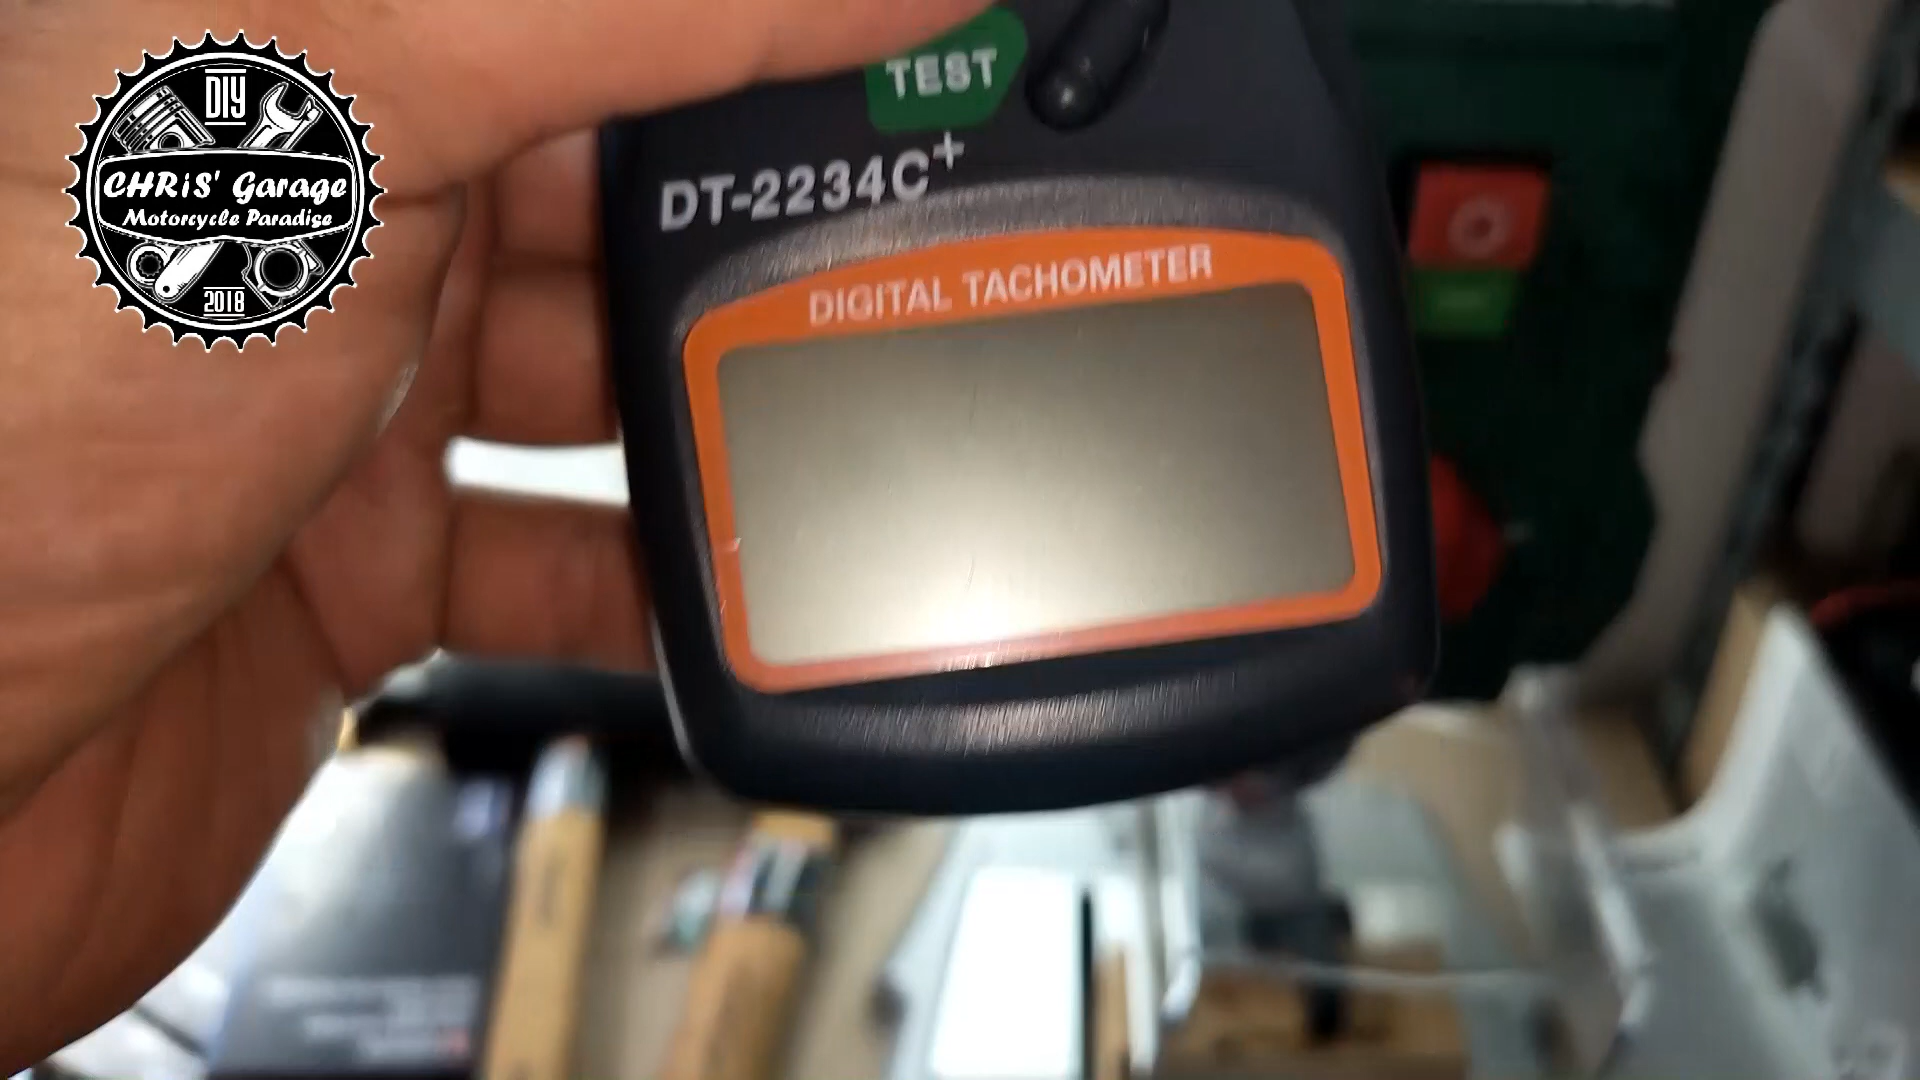 DIY
CHRiS' Garage
Motorcycle Paradise
2018
TEST
DT-2234C+
DIGITAL TACHOMETER